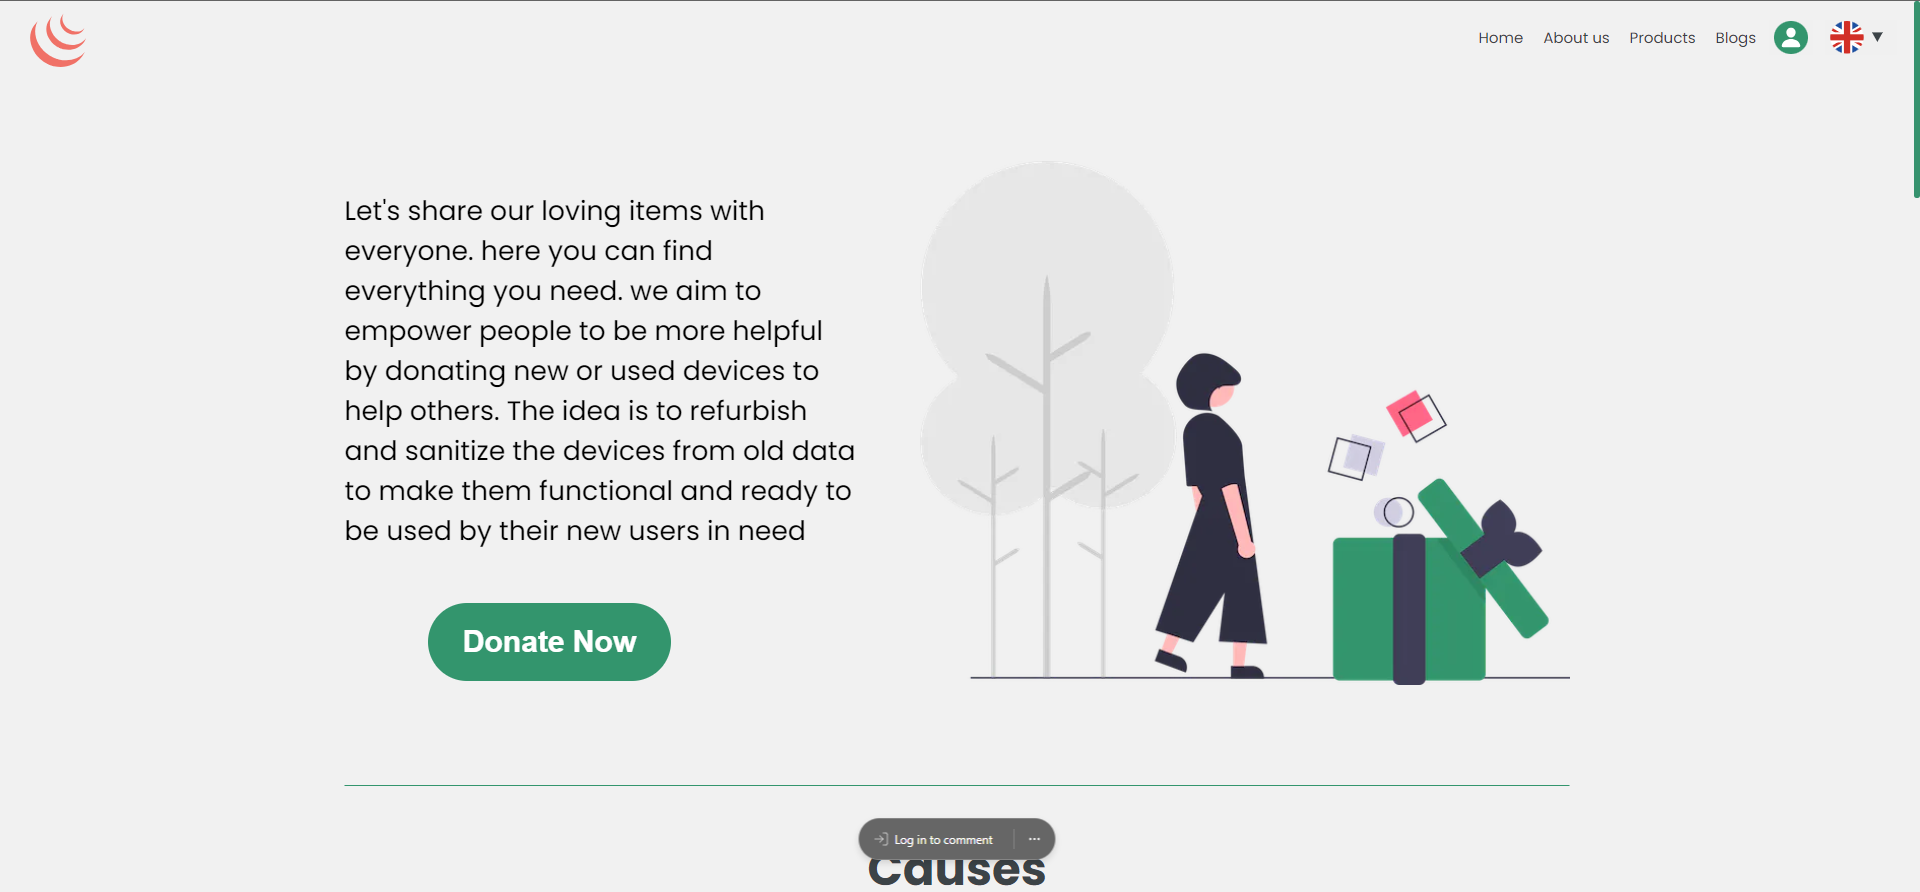 Home About us Products Blogs
Let's share our loving items with
everyone. here you can find
everything you need. we aim to
empower people to be more helpful
by donating new or used devices to
help others. The idea is to refurbish
and sanitize the devices from old data
to make them functional and ready to
be used by their new users in need
Donate Now
Log in to comment
Causes